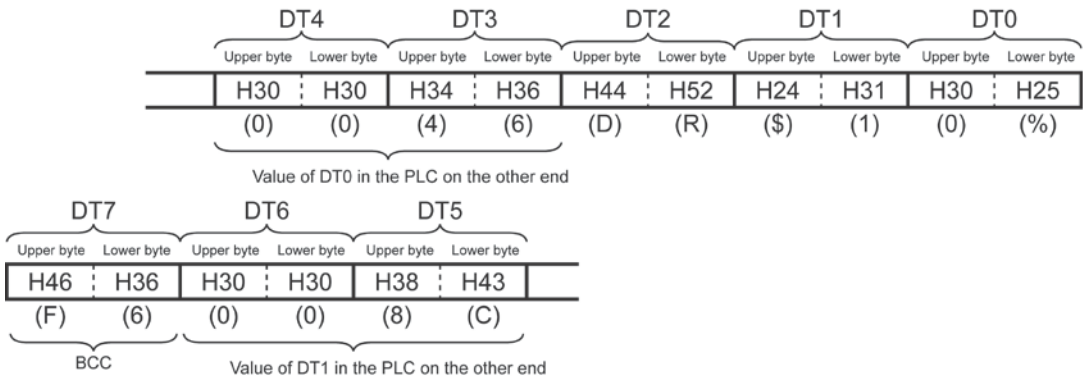 DT4 DT3 DT2 DT1 DT0
Upper byte Lower byte Upper byte Lower byte Upper byte Lower byte Upper byte Lower byte Upper byte Lower byte
H30 H30 H34 H36 H44 H52 H24 H31 H30 H25
(0) (0) (4) (6) (D) (R) ($) (1) (0) (%)
Value of DT0 in the PLC on the other end
DT7 DT6 DT5
Upper byte Lower byte Upper byte Lower byte Upper byte Lower byte
H46 H36 H30 H30 H38 H43
(F) (6) (0) (0) (8) (C)
BCC Value of DT1 in the PLC on the other end